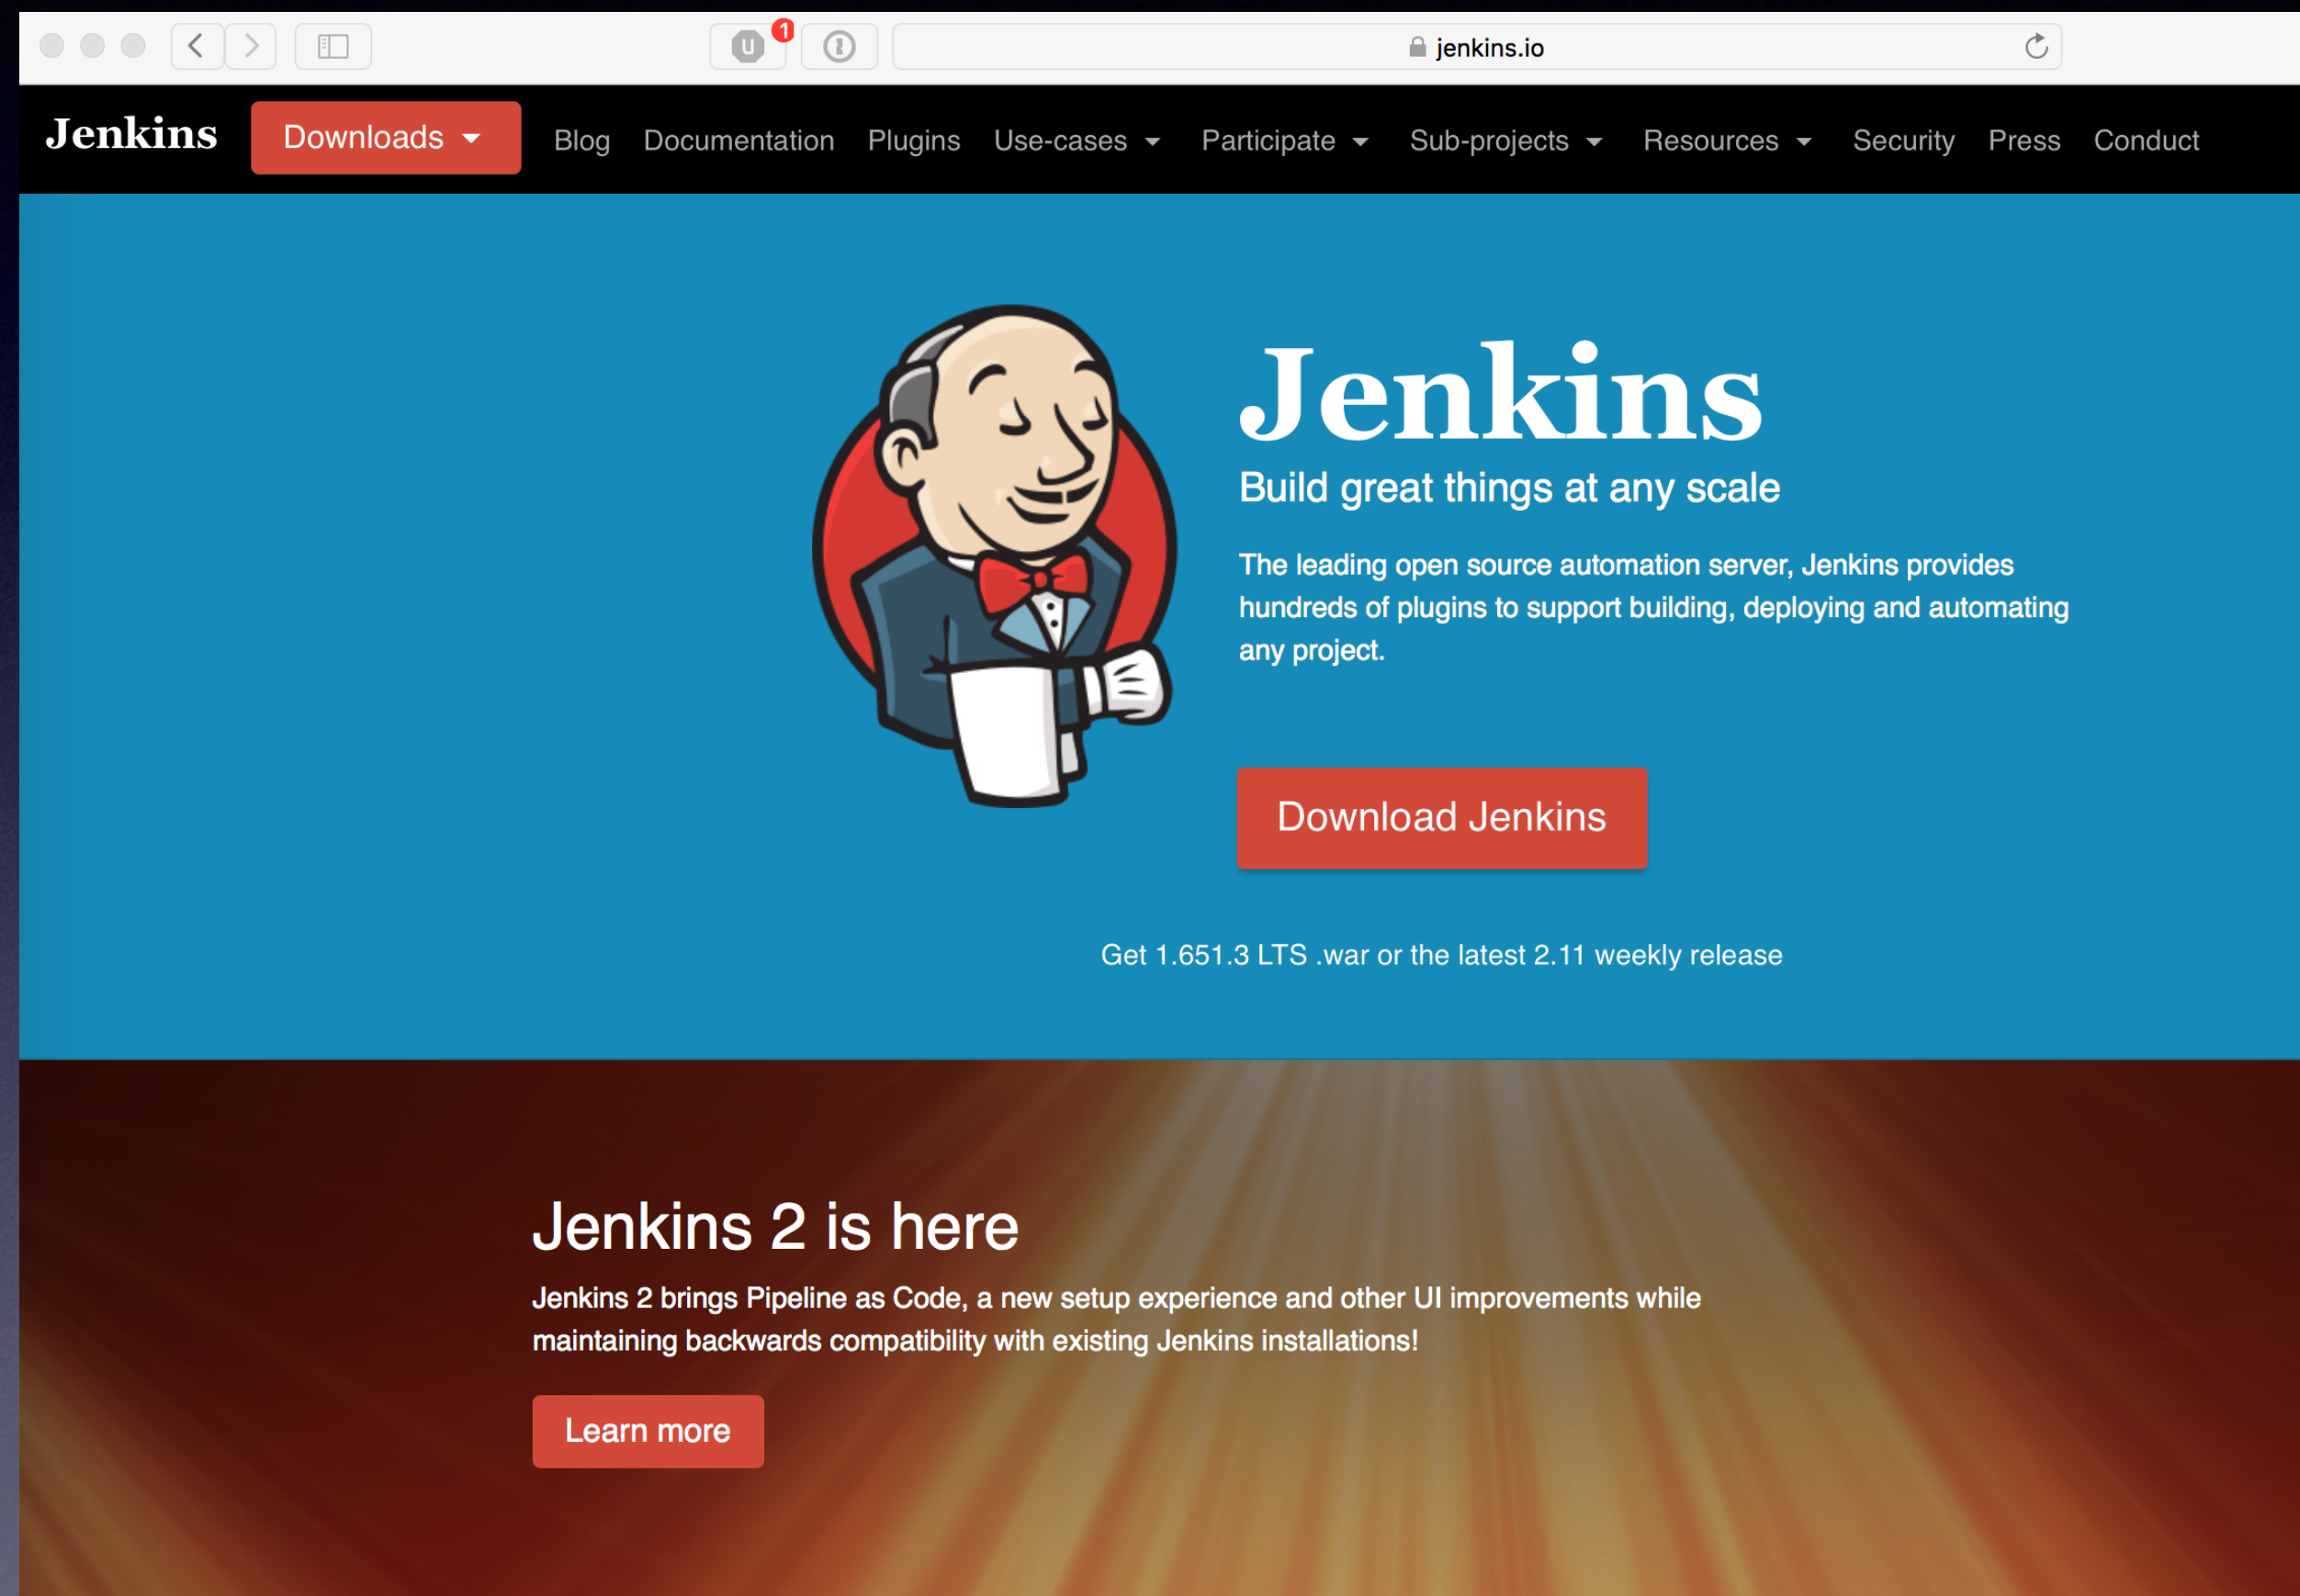 U 1 jenkins.io
Jenkins Downloads Blog Documentation Plugins Use-cases Participate Sub-projects Resources Security Press Conduct
Jenkins
Build great things at any scale
The leading open source automation server, Jenkins provides
hundreds of plugins to support building, deploying and automating
any project.
Download Jenkins
Get 1.651.3 LTS .war or the latest 2.11 weekly release
Jenkins 2 is here
Jenkins 2 brings Pipeline as Code, a new setup experience and other UI improvements while
maintaining backwards compatibility with existing Jenkins installations!
Learn more